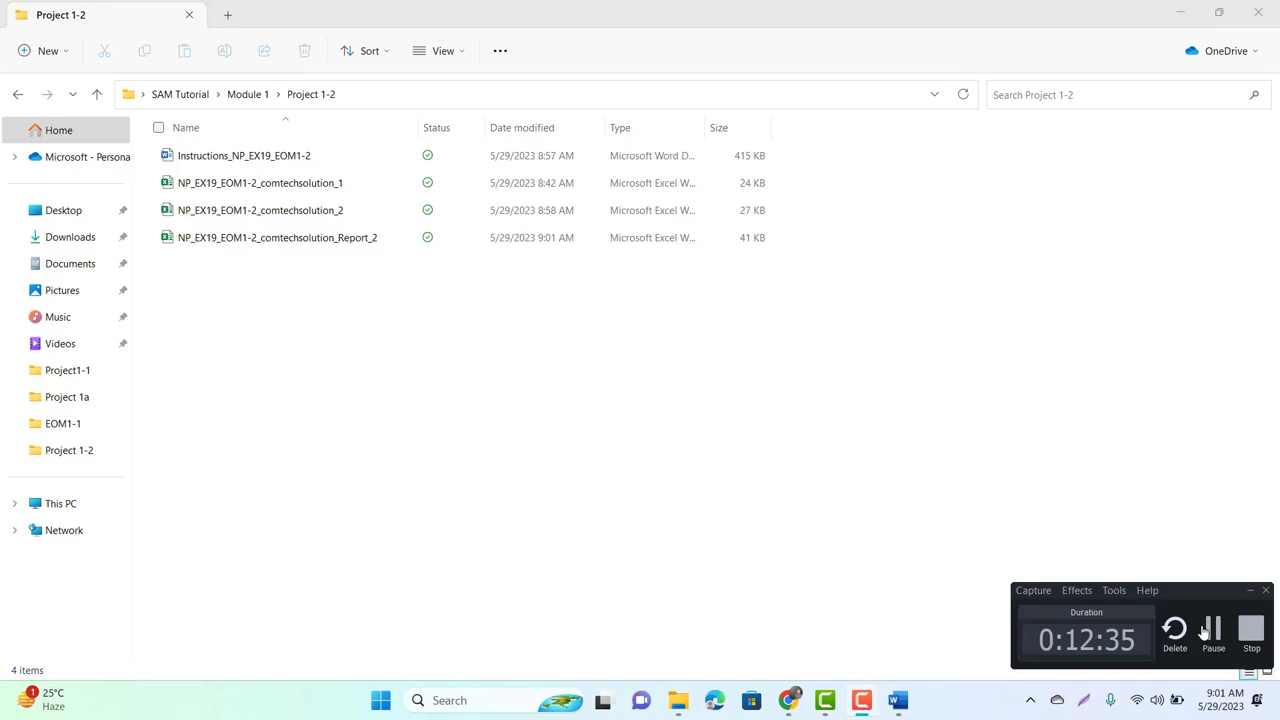 Project 1-2
New
Sort
View
OneDrive
SAM Tutorial
Module 1
Project 1-2
Search Project 1-2
Home
Microsoft - Persona
Desktop
Downloads
Documents
Pictures
Music
Videos
Project1-1
Project 1a
EOM1-1
Project 1-2
This PC
Network
Name Status Date modified Type Size
Instructions_NP_EX19_EOM1-2 5/29/2023 8:57 AM Microsoft Word D... 415 KB
NP_EX19_EOM1-2_comtechsolution_1 5/29/2023 8:42 AM Microsoft Excel W... 24 KB
NP_EX19_EOM1-2_comtechsolution_2 5/29/2023 8:58 AM Microsoft Excel W... 27 KB
NP_EX19_EOM1-2_comtechsolution_Report_2 5/29/2023 9:01 AM Microsoft Excel W... 41 KB
Capture Effects Tools Help
Duration
0:12:35
Delete Pause Stop
4 items
1
25°C
Haze
Search
9:01 AM
5/29/2023